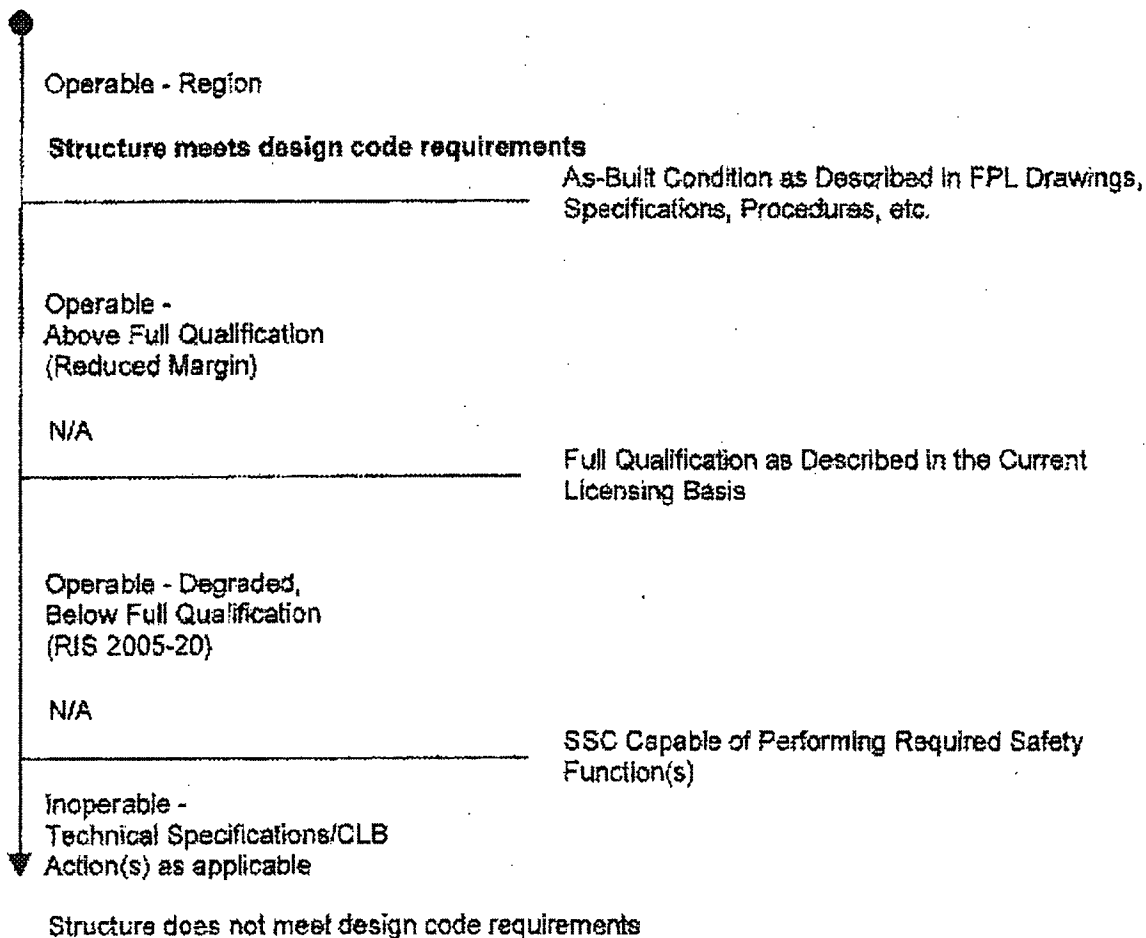 Operable - Region
Structure meets design code requirements
As-Built Condition as Described in FPL Drawings,
Specifications, Procedures, etc.
Operable -
Above Full Qualification
(Reduced Margin)
N/A
Full Qualification as Described in the Current
Licensing Basis
Operable - Degraded,
Below Full Qualification
(RIS 2005-20)
N/A
SSC Capable of Performing Required Safety
Function(s)
Inoperable -
Technical Specifications/CLB
Action(s) as applicable
Structure does not meet design code requirements